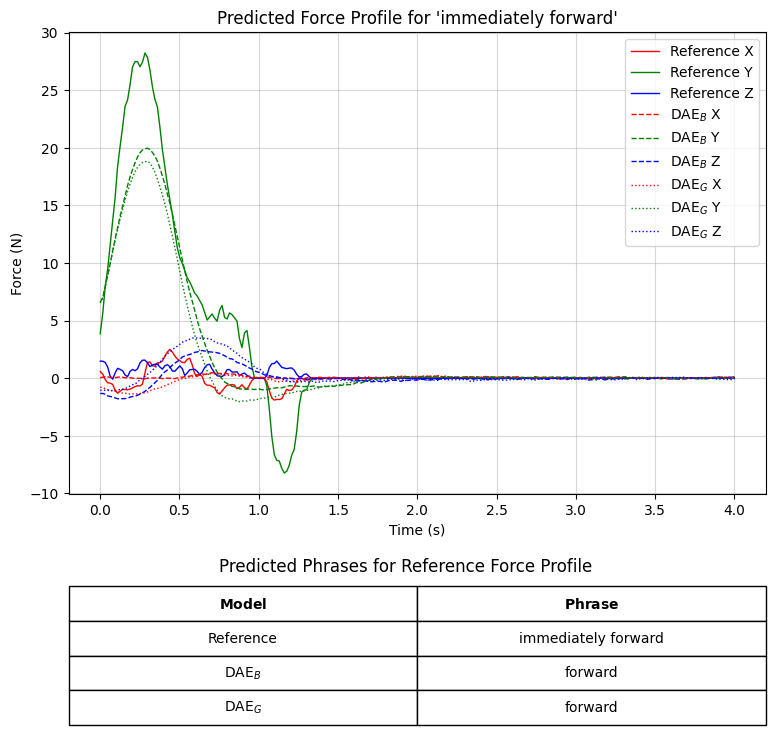 Predicted Force Profile for 'immediately forward'
30
25
20
15
10
5
0
−5
−10
Force (N)
Reference X
Reference Y
Reference Z
DAE_B X
DAE_B Y
DAE_B Z
DAE_G X
DAE_G Y
DAE_G Z
0.0 0.5 1.0 1.5 2.0 2.5 3.0 3.5 4.0
Time (s)
Predicted Phrases for Reference Force Profile
Model Phrase
Reference immediately forward
DAE_B forward
DAE_G forward